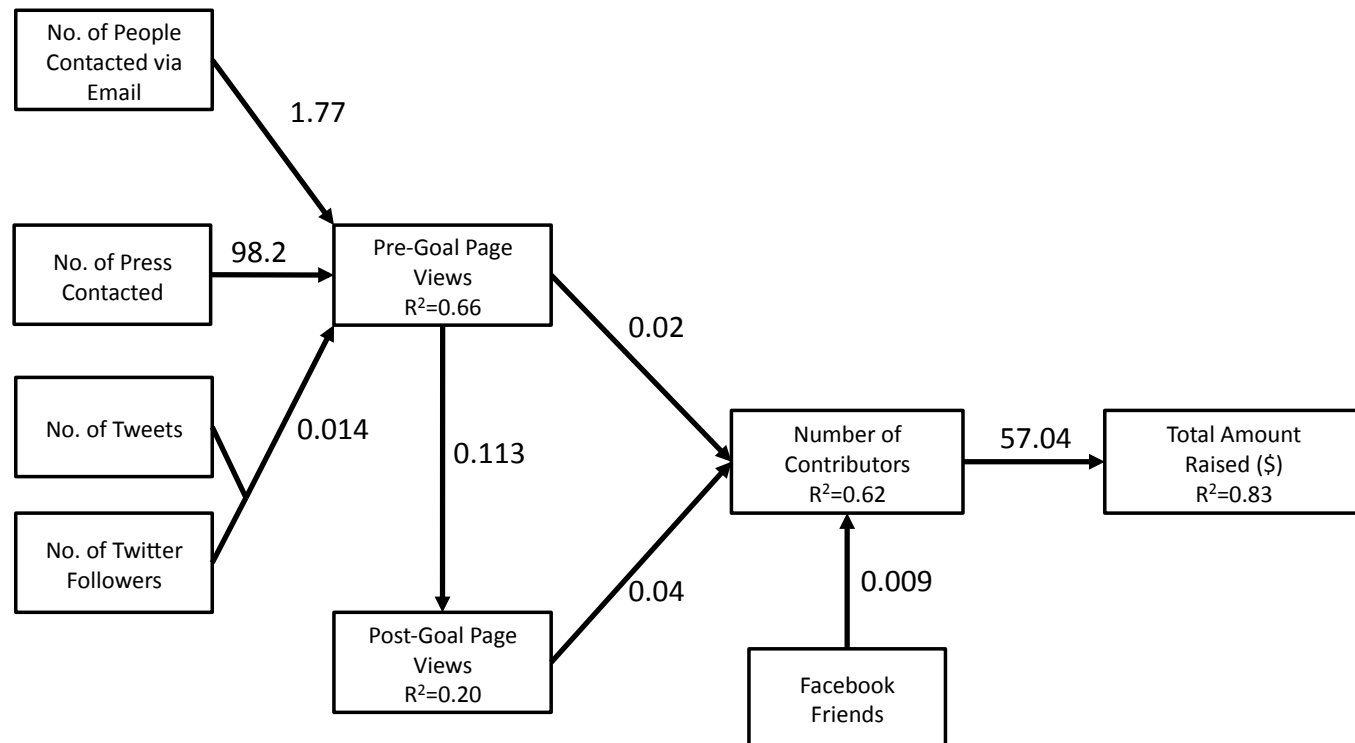 No. of People
Contacted via
Email
1.77
No. of Press
Contacted
98.2
Pre-Goal Page
Views
R²=0.66
0.02
No. of Tweets
0.014
No. of Twitter
Followers
0.113
Number of
Contributors
R²=0.62
57.04
Total Amount
Raised ($)
R²=0.83
Post-Goal Page
Views
R²=0.20
0.04
0.009
Facebook
Friends